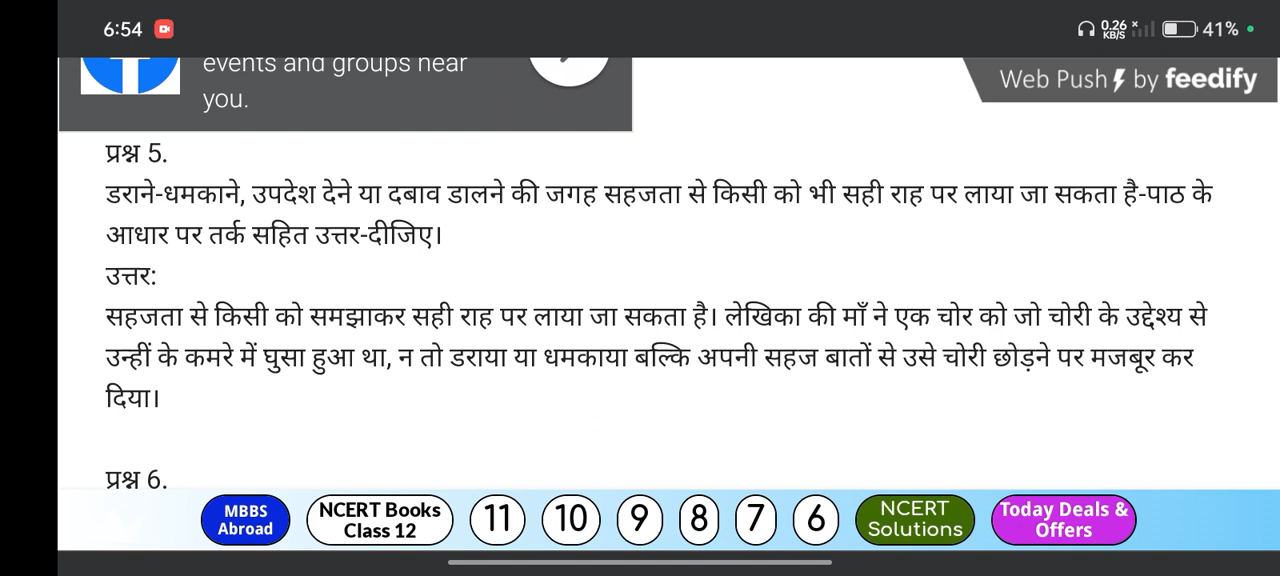 6:54
0.26 KB/S
41%
events and groups near
you.
Web Push by feedify
प्रश्न 5.
डराने-धमकाने, उपदेश देने या दबाव डालने की जगह सहजता से किसी को भी सही राह पर लाया जा सकता है-पाठ के
आधार पर तर्क सहित उत्तर-दीजिए।
उत्तर:
सहजता से किसी को समझाकर सही राह पर लाया जा सकता है। लेखिका की माँ ने एक चोर को जो चोरी के उद्देश्य से
उन्हीं के कमरे में घुसा हुआ था, न तो डराया या धमकाया बल्कि अपनी सहज बातों से उसे चोरी छोड़ने पर मजबूर कर
दिया।
प्रश्न 6.
MBBS
Abroad
NCERT Books
Class 12
11
10
9
8
7
6
NCERT
Solutions
Today Deals &
Offers